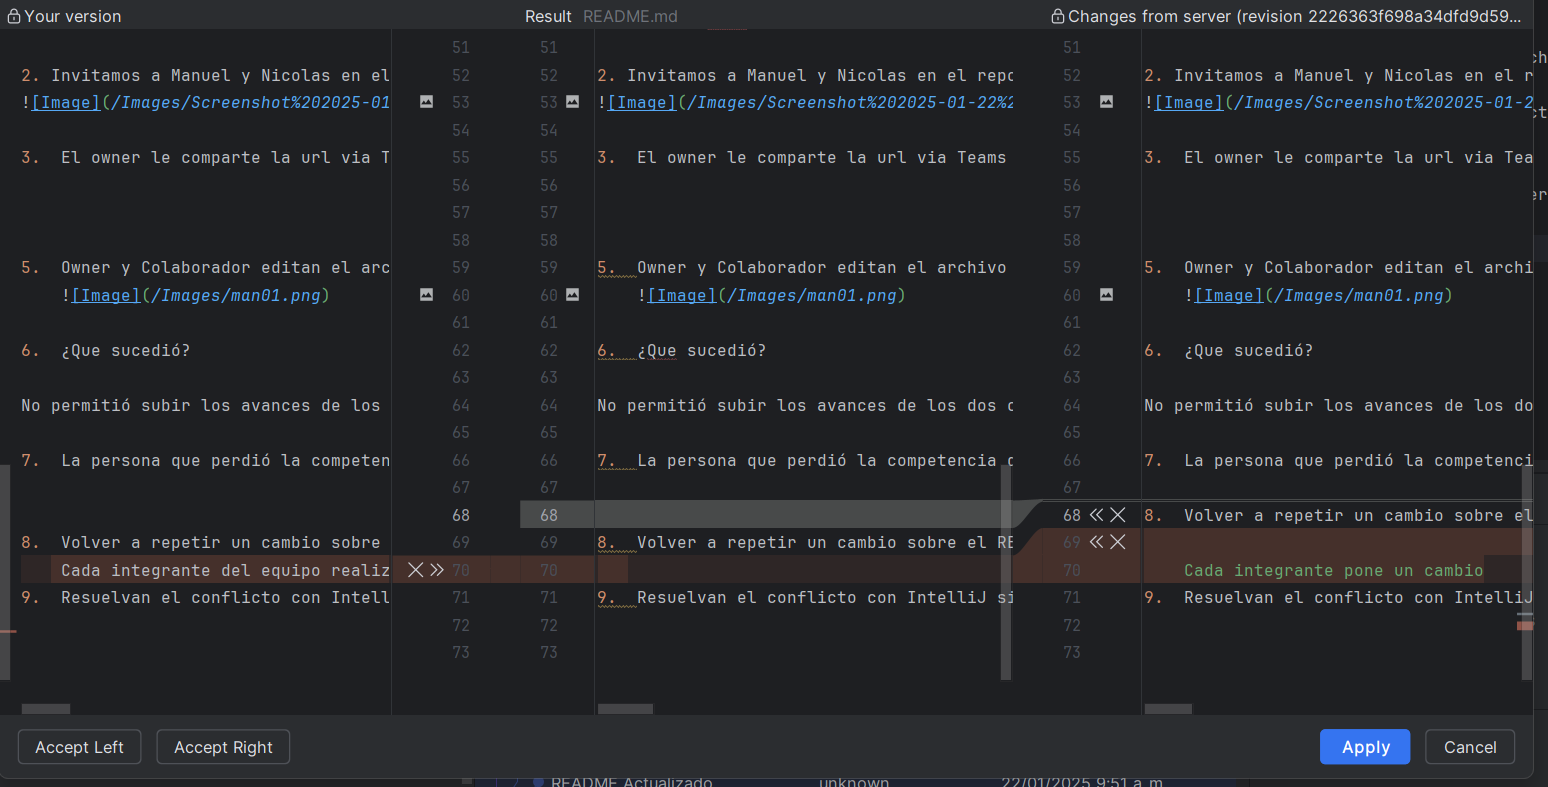 Your version
Result README.md
Changes from server (revision 2226363f698a34dfd9d59...
51
52
53
54
55
56
57
58
59
60
61
62
63
64
65
66
67
68
69
70
71
72
73
2. Invitamos a Manuel y Nicolas en el
![Image](/Images/Screenshot%202025-01
3. El owner le comparte la url via T
5. Owner y Colaborador editan el arc
![Image](/Images/man01.png)
6. ¿Que sucedió?
No permitió subir los avances de los
7. La persona que perdió la competen
8. Volver a repetir un cambio sobre
Cada integrante del equipo realiz
9. Resuelvan el conflicto con Intell
51
52
53
54
55
56
57
58
59
60
61
62
63
64
65
66
67
68
69
70
71
72
73
2. Invitamos a Manuel y Nicolas en el repo
![Image](/Images/Screenshot%202025-01-22%2
3. El owner le comparte la url via Teams
5. Owner y Colaborador editan el archivo
![Image](/Images/man01.png)
6. ¿Que sucedió?
No permitió subir los avances de los dos
7. La persona que perdió la competencia
8. Volver a repetir un cambio sobre el RE
9. Resuelvan el conflicto con IntelliJ si
51
52
53
54
55
56
57
58
59
60
61
62
63
64
65
66
67
68
69
70
71
72
73
2. Invitamos a Manuel y Nicolas en el r
![Image](/Images/Screenshot%202025-01-2
3. El owner le comparte la url via Tea
5. Owner y Colaborador editan el archi
![Image](/Images/man01.png)
6. ¿Que sucedió?
No permitió subir los avances de los do
7. La persona que perdió la competenci
8. Volver a repetir un cambio sobre el
Cada integrante pone un cambio
9. Resuelvan el conflicto con IntelliJ
Accept Left
Accept Right
Apply
Cancel
README Actualizado unknown 22/01/2025 9:51 a. m.